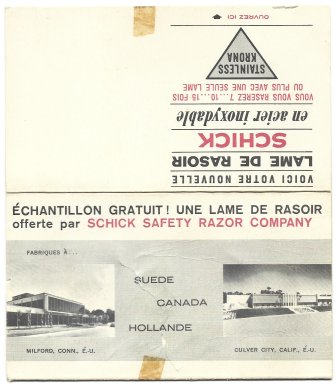 OUVREZ ICI
STAINLESS
KRONA
VOUS VOUS RASEREZ 7...10...15 FOIS
OU PLUS AVEC UNE SEULE LAME
en acier inoxydable
SCHICK
LAME DE RASOIR
VOICI VOTRE NOUVELLE
ÉCHANTILLON GRATUIT! UNE LAME DE RASOIR
offerte par SCHICK SAFETY RAZOR COMPANY
FABRIQUÉS À...
SUEDE
CANADA
HOLLANDE
MILFORD, CONN., É.-U.
CULVER CITY, CALIF., É.-U.